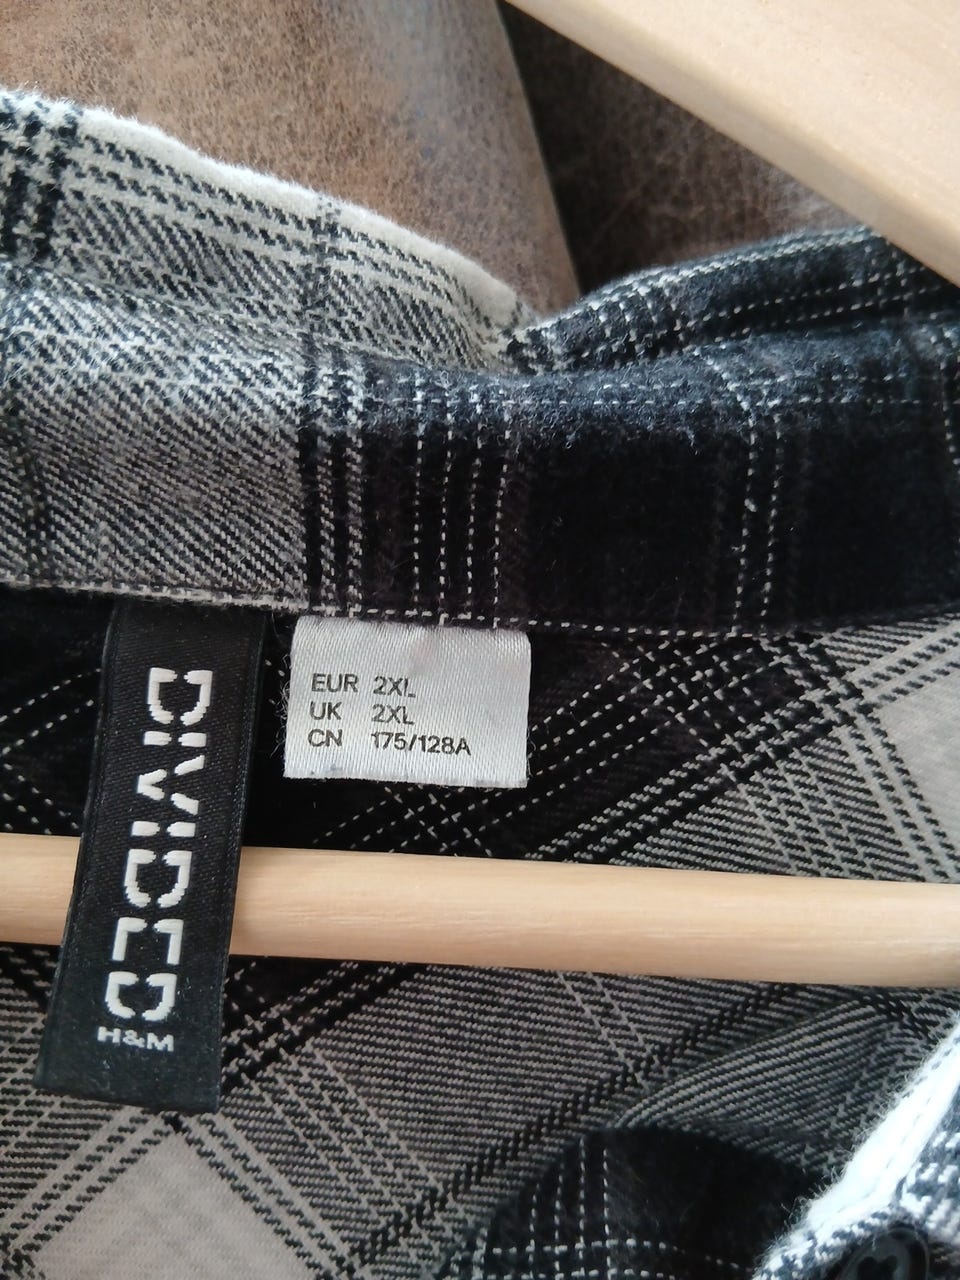 DIVIDED
H&M
EUR 2XL
UK 2XL
CN 175/128A